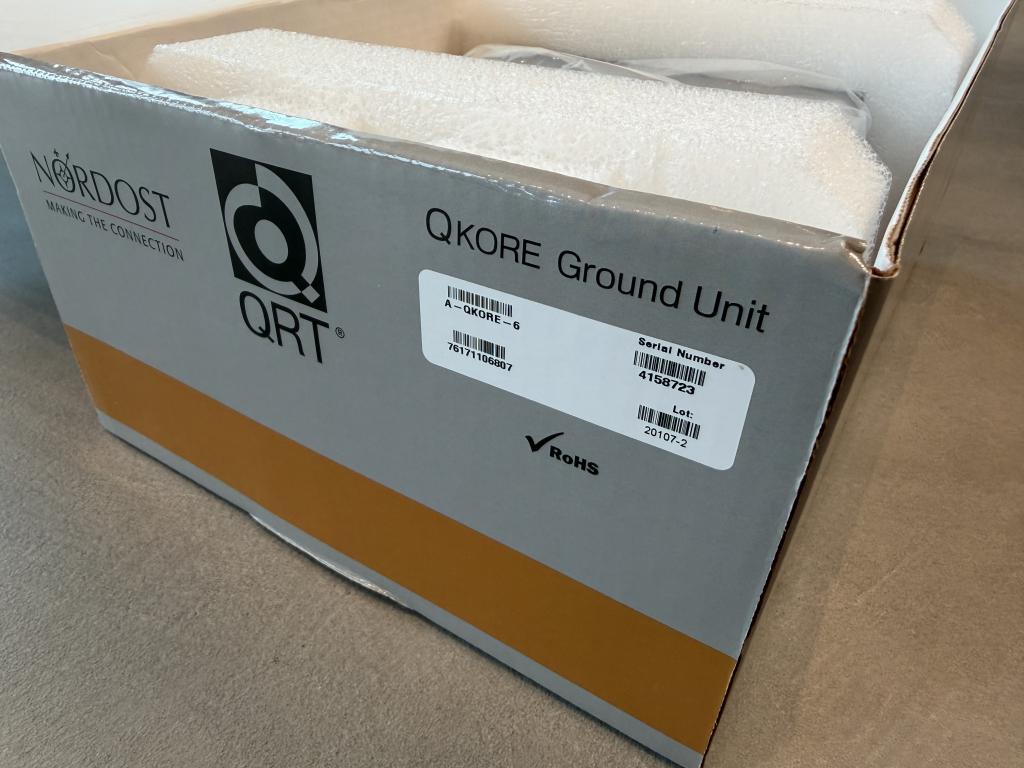 NORDOST
MAKING THE CONNECTION
QRT®
QKORE Ground Unit
A-QKORE-6
76171106807
Serial Number
4158723
Lot:
20107-2
RoHS